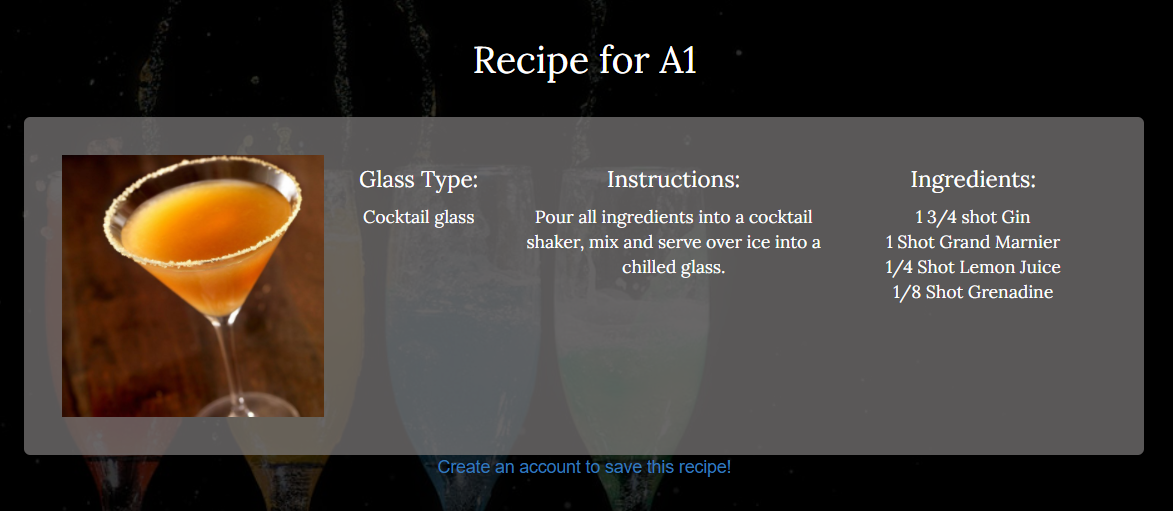 Recipe for A1
Glass Type:
Cocktail glass
Instructions:
Pour all ingredients into a cocktail
shaker, mix and serve over ice into a
chilled glass.
Ingredients:
1 3/4 shot Gin
1 Shot Grand Marnier
1/4 Shot Lemon Juice
1/8 Shot Grenadine
Create an account to save this recipe!